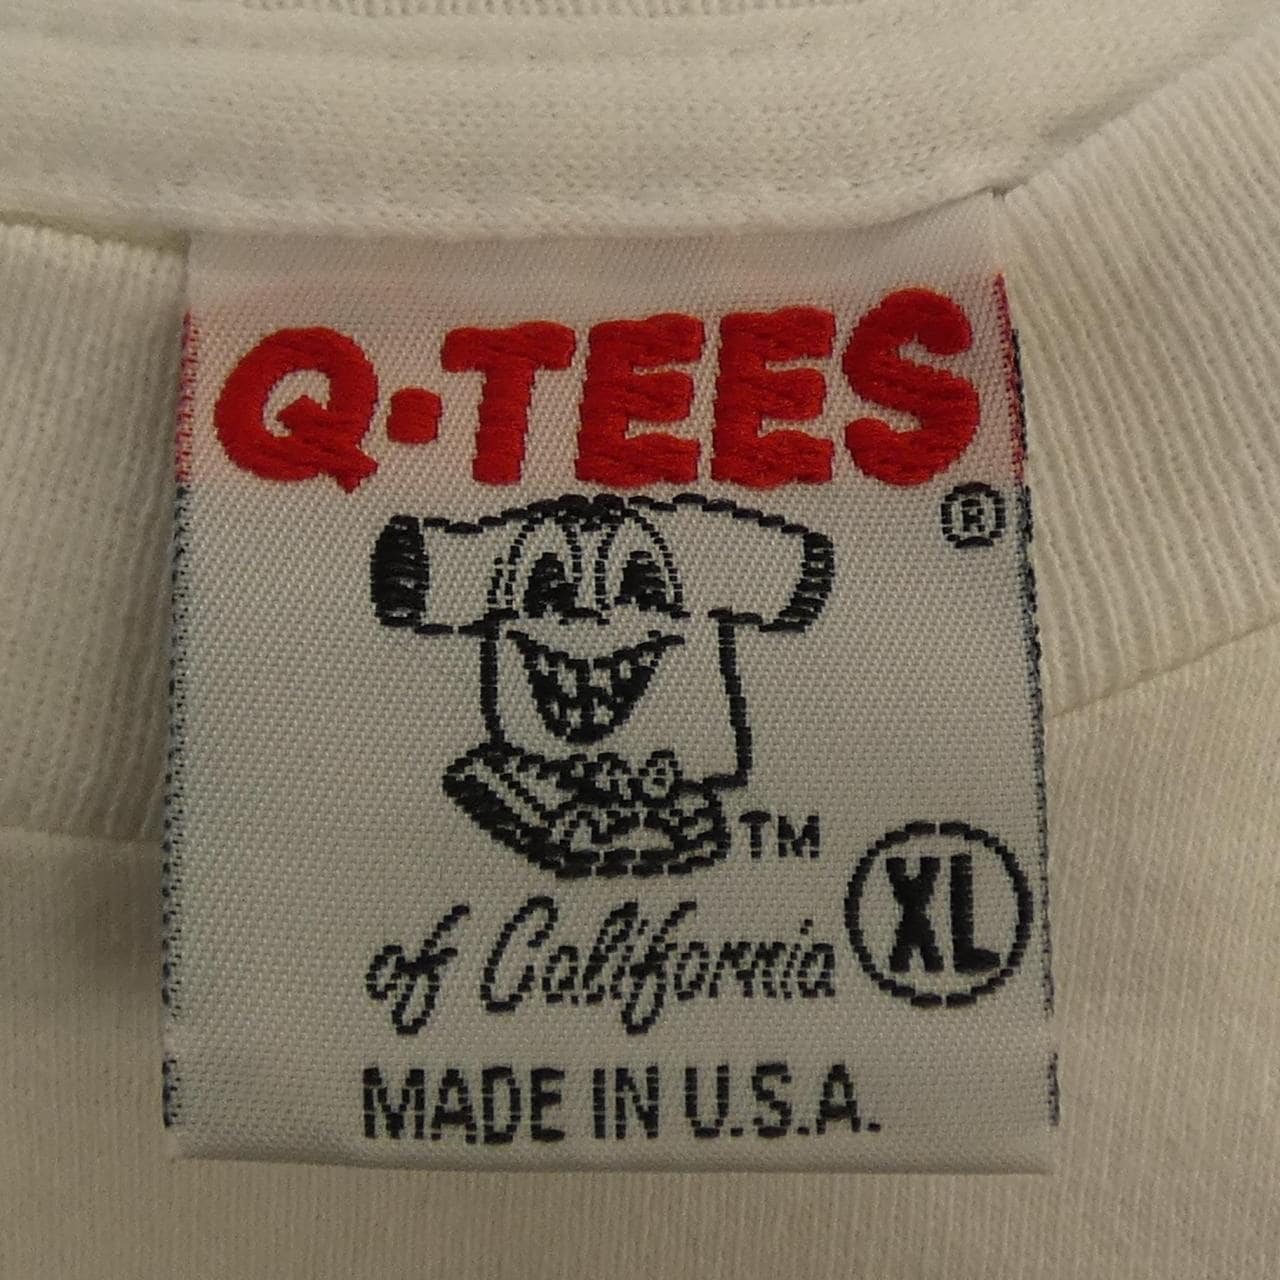 Q·TEES
®
TM
of California
XL
MADE IN U.S.A.